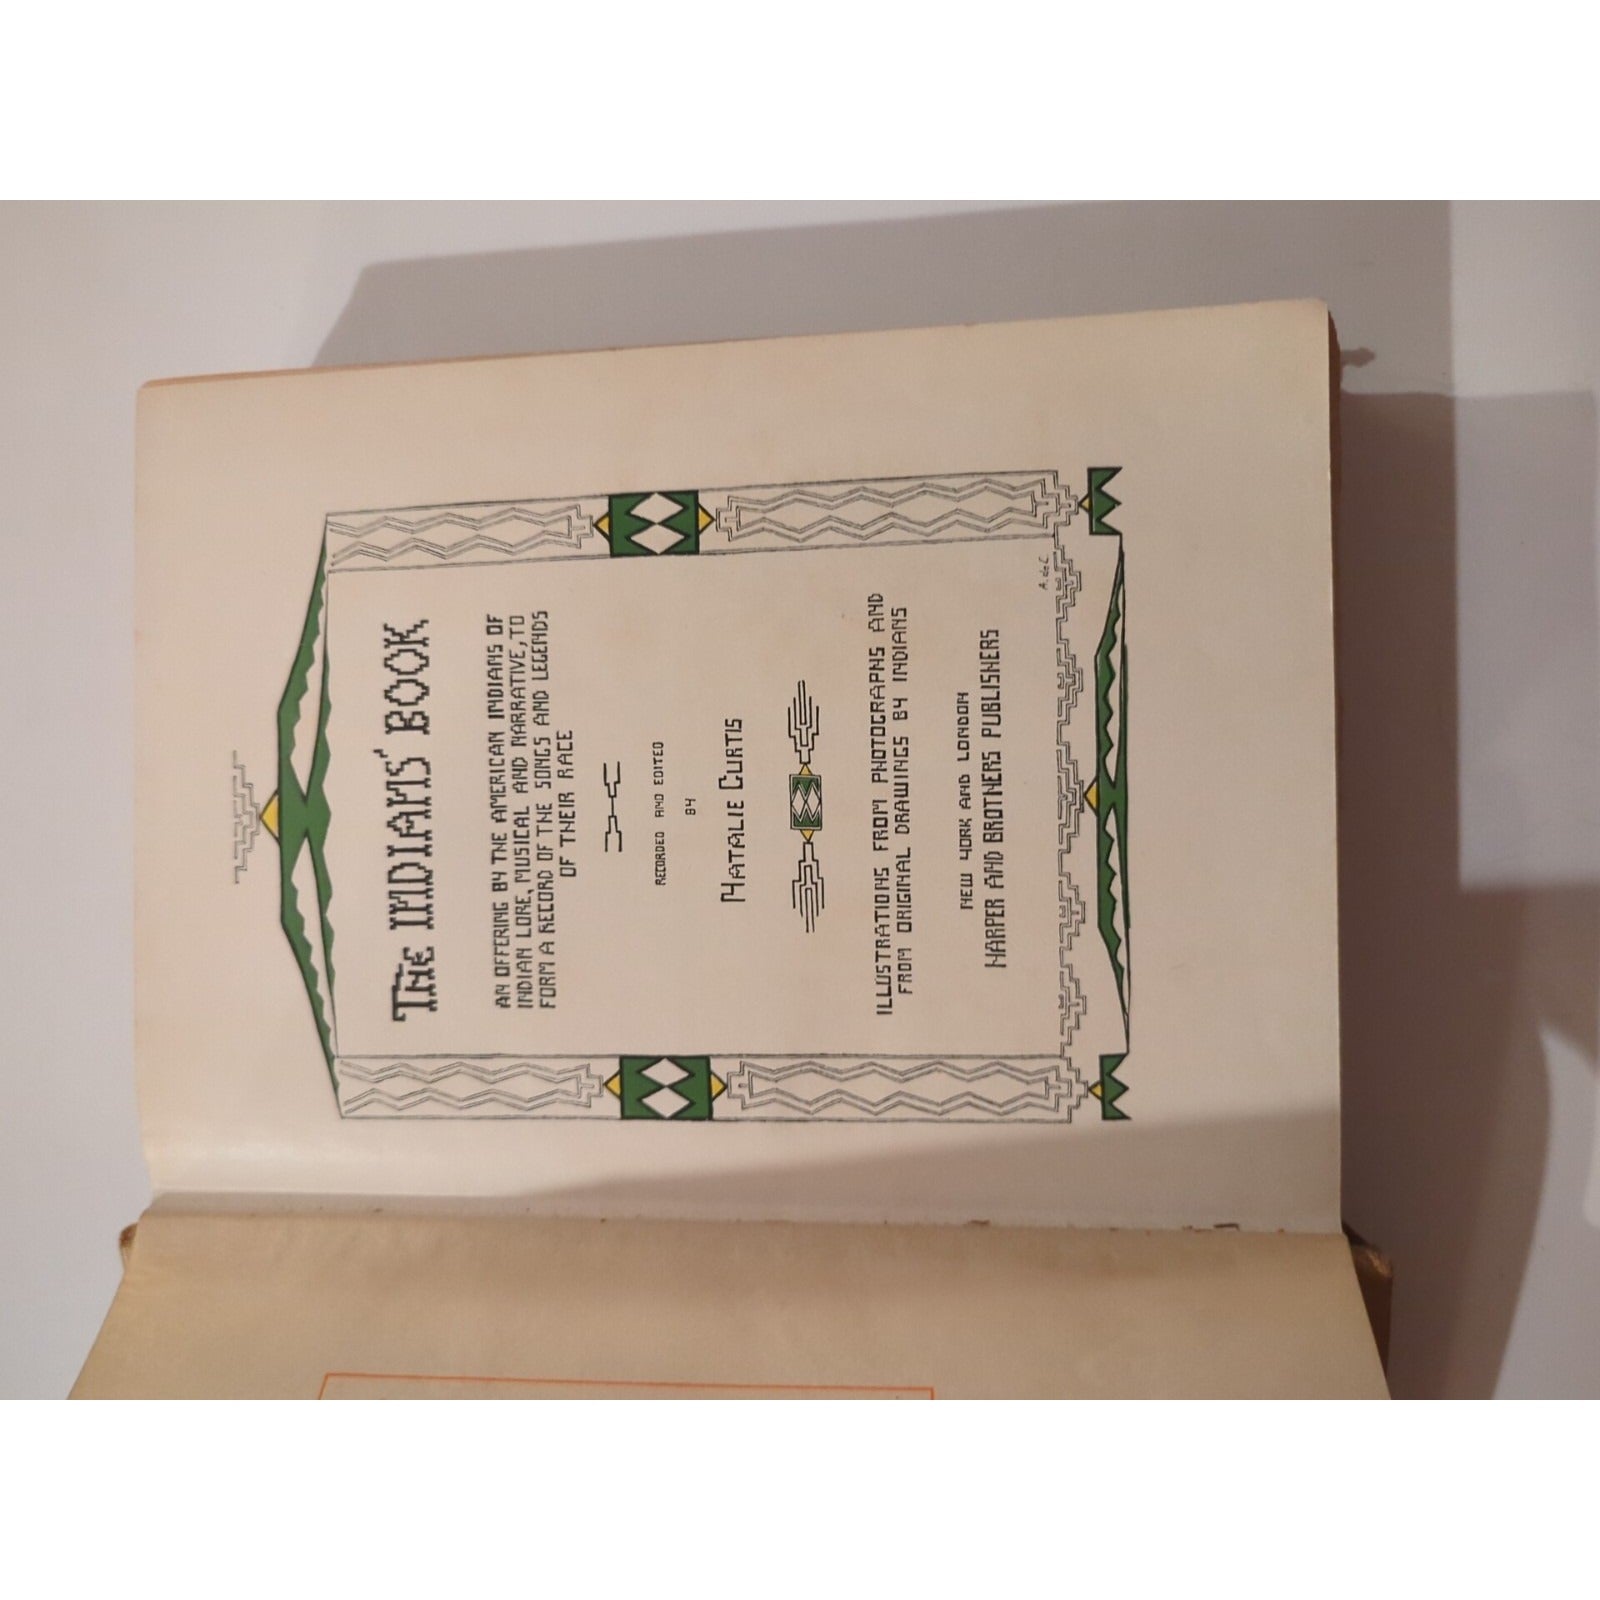 The Indians' Book
An offering by the American Indians of
Indian lore, musical and narrative, to
form a record of the songs and legends
of their race
Recorded and edited
by
Natalie Curtis
Illustrations from photographs and
from original drawings by Indians
New York and London
Harper and Brothers Publishers
A. de C.